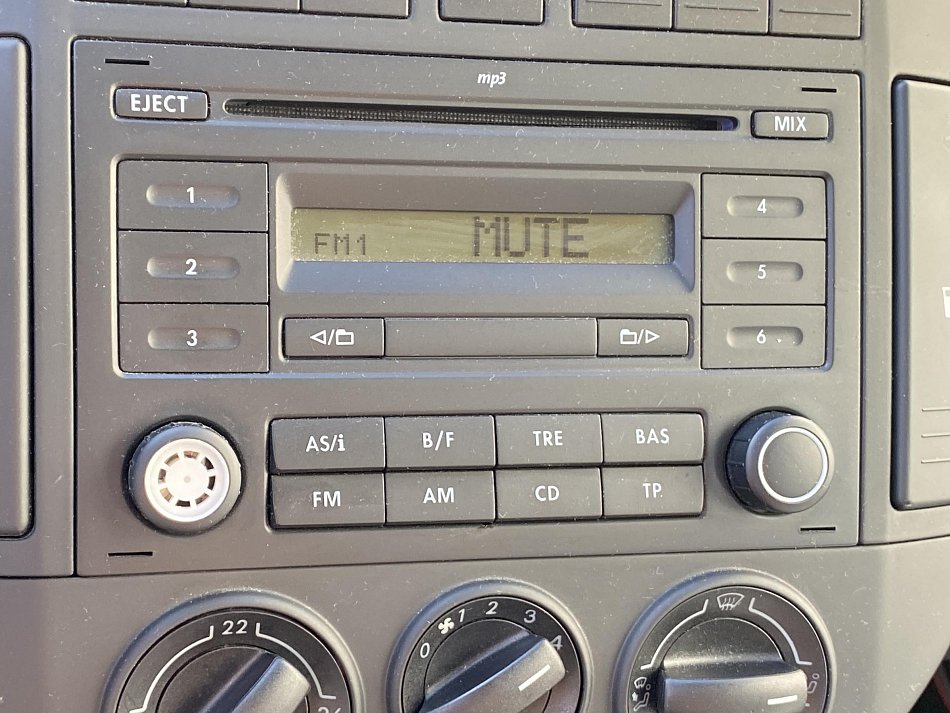 mp3
EJECT
MIX
1
4
FM1 MUTE
2
5
3
6
AS/i B/F TRE BAS
FM AM CD TP
22
0 1 2 3 4